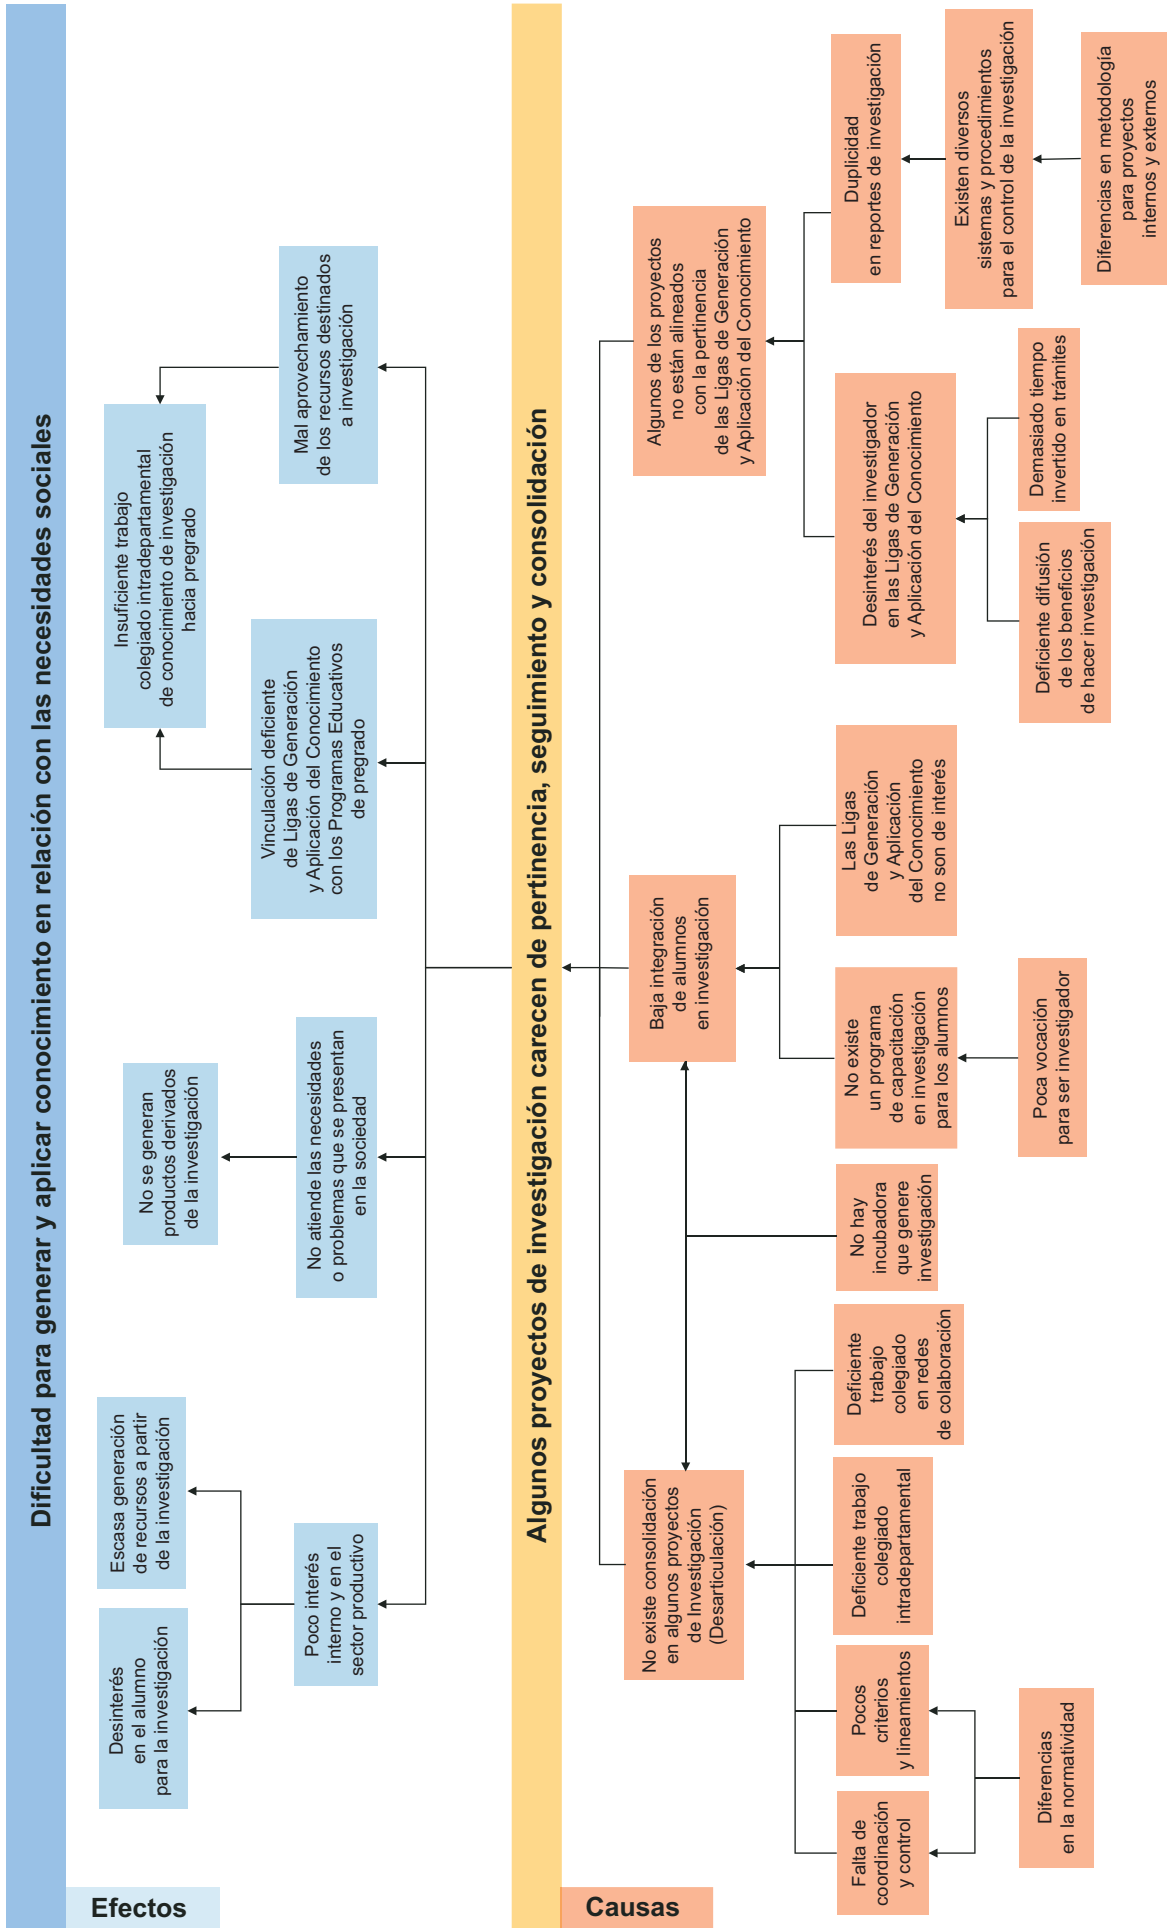 Dificultad para generar y aplicar conocimiento en relación con las necesidades sociales
Efectos
Desinterés
en el alumno
para la investigación
Escasa generación
de recursos a partir
de la investigación
No se generan
productos derivados
de la investigación
Insuficiente trabajo
colegiado intradepartamental
de conocimiento de investigación
hacia pregrado
Poco interés
interno y en el
sector productivo
No atiende las necesidades
o problemas que se presentan
en la sociedad
Vinculación deficiente
de Ligas de Generación
y Aplicación del Conocimiento
con los Programas Educativos
de pregrado
Mal aprovechamiento
de los recursos destinados
a investigación
Algunos proyectos de investigación carecen de pertinencia, seguimiento y consolidación
Causas
No existe consolidación
en algunos proyectos
de Investigación
(Desarticulación)
Baja integración
de alumnos
en investigación
Algunos de los proyectos
no están alineados
con la pertinencia
de las Ligas de Generación
y Aplicación del Conocimiento
Falta de
coordinación
y control
Pocos
criterios
y lineamientos
Deficiente trabajo
colegiado
intradepartamental
Deficiente
trabajo
colegiado
en redes
de colaboración
No hay
incubadora
que genere
investigación
No existe
un programa
de capacitación
en investigación
para los alumnos
Las Ligas
de Generación
y Aplicación
del Conocimiento
no son de interés
Desinterés del investigador
en las Ligas de Generación
y Aplicación del Conocimiento
Duplicidad
en reportes de investigación
Existen diversos
sistemas y procedimientos
para el control de la investigación
Diferencias
en la normatividad
Poca vocación
para ser investigador
Deficiente difusión
de los beneficios
de hacer investigación
Demasiado tiempo
invertido en trámites
Diferencias en metodología
para proyectos
internos y externos